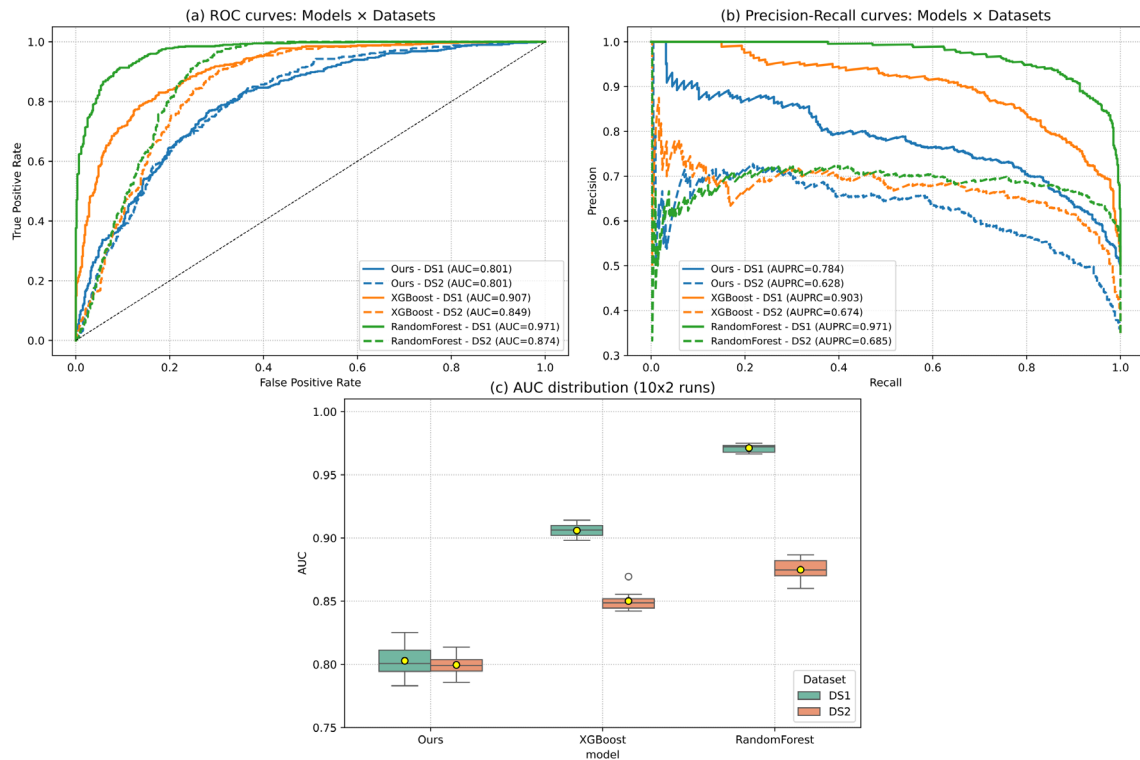 (a) ROC curves: Models × Datasets
1.0
0.8
0.6
0.4
0.2
0.0
True Positive Rate
Ours - DS1 (AUC=0.801)
Ours - DS2 (AUC=0.801)
XGBoost - DS1 (AUC=0.907)
XGBoost - DS2 (AUC=0.849)
RandomForest - DS1 (AUC=0.971)
RandomForest - DS2 (AUC=0.874)
0.0 0.2 0.4 0.6 0.8 1.0
False Positive Rate
(b) Precision-Recall curves: Models × Datasets
1.0
0.9
0.8
0.7
0.6
0.5
0.4
0.3
Precision
Ours - DS1 (AUPRC=0.784)
Ours - DS2 (AUPRC=0.628)
XGBoost - DS1 (AUPRC=0.903)
XGBoost - DS2 (AUPRC=0.674)
RandomForest - DS1 (AUPRC=0.971)
RandomForest - DS2 (AUPRC=0.685)
0.0 0.2 0.4 0.6 0.8 1.0
Recall
(c) AUC distribution (10x2 runs)
1.00
0.95
0.90
0.85
0.80
0.75
AUC
Dataset
DS1
DS2
Ours XGBoost RandomForest
model